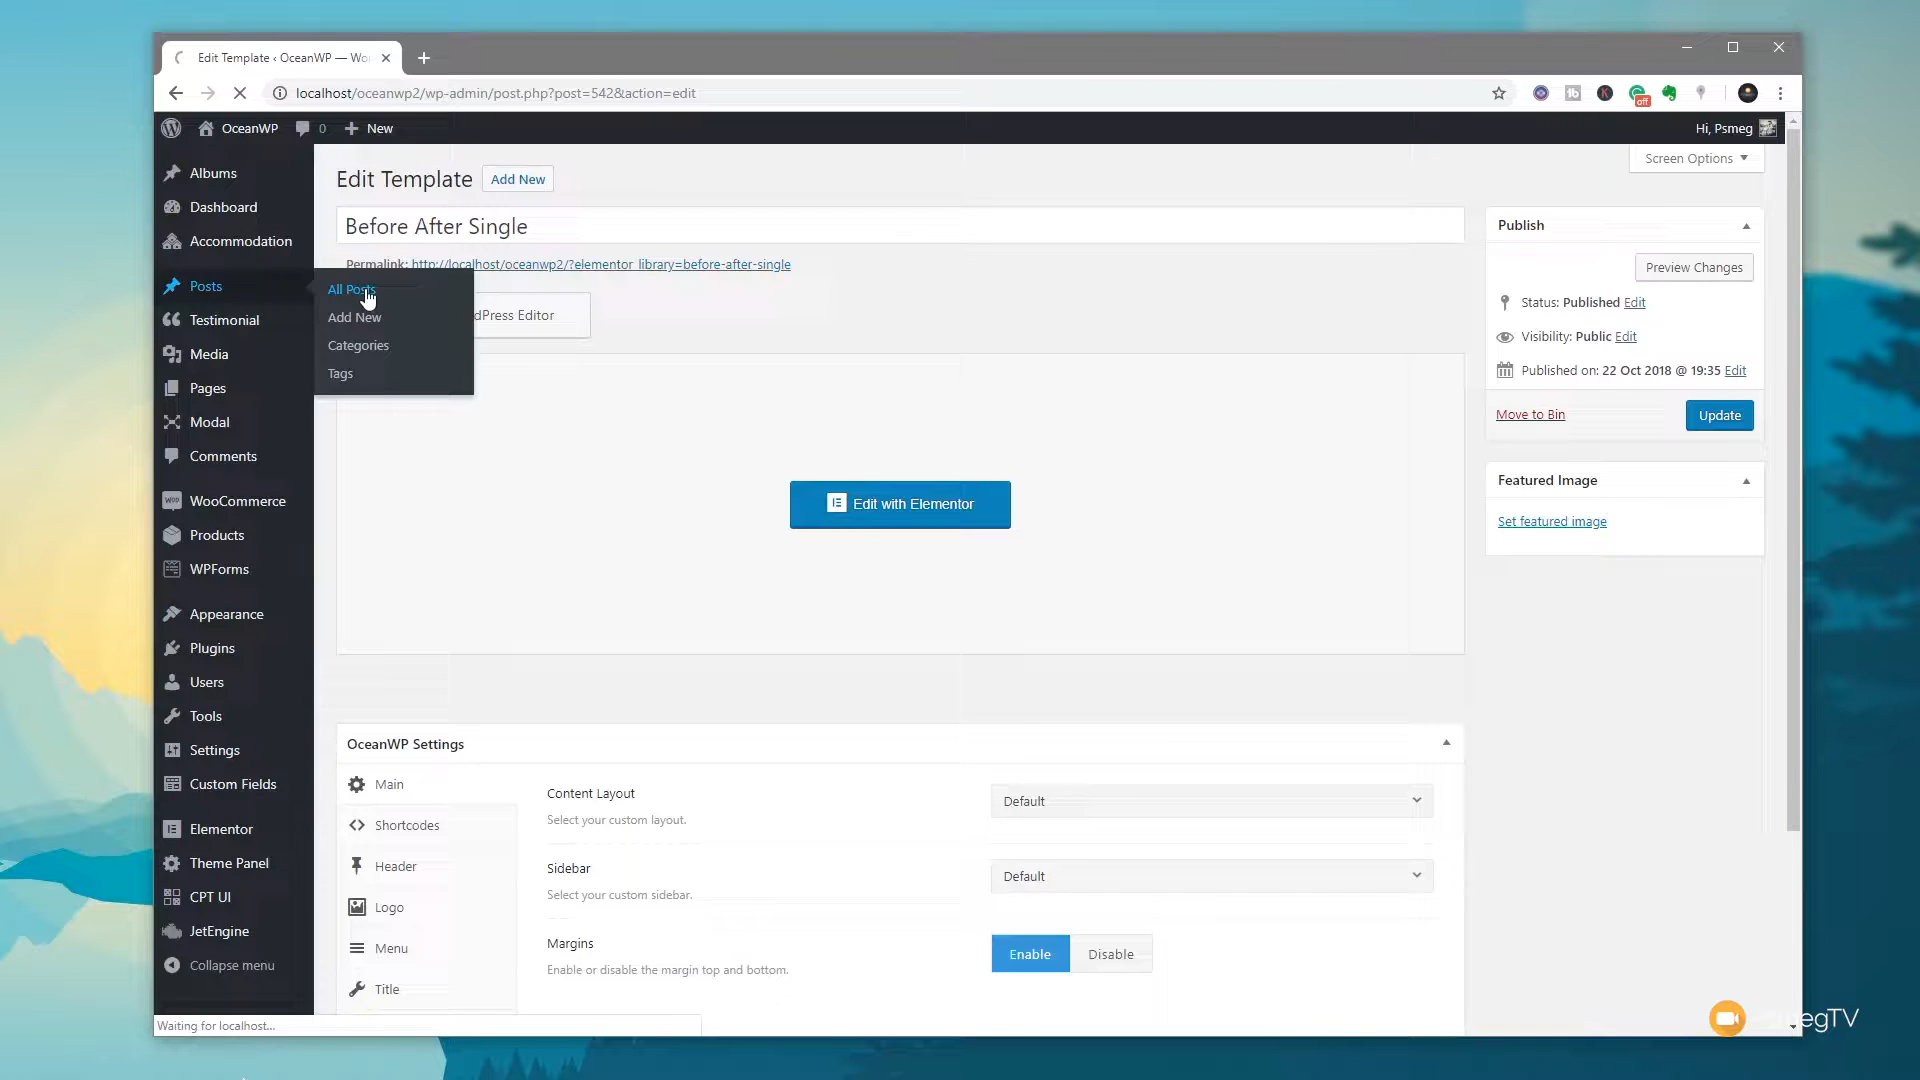 Edit Template ‹ OceanWP — Wo
localhost/oceanwp2/wp-admin/post.php?post=542&action=edit
off
OceanWP 0 New
Hi, Psmeg
Screen Options
Albums
Dashboard
Accommodation
Posts
Testimonial
Media
Pages
Modal
Comments
WooCommerce
Products
WPForms
Appearance
Plugins
Users
Tools
Settings
Custom Fields
Elementor
Theme Panel
CPT UI
JetEngine
Collapse menu
All Posts
Add New
Categories
Tags
Edit Template Add New
Before After Single
Permalink: http://localhost/oceanwp2/?elementor_library=before-after-single
dPress Editor
Edit with Elementor
Publish
Preview Changes
Status: Published Edit
Visibility: Public Edit
Published on: 22 Oct 2018 @ 19:35 Edit
Move to Bin
Update
Featured Image
Set featured image
OceanWP Settings
Main
Shortcodes
Header
Logo
Menu
Title
Content Layout
Select your custom layout.
Default
Sidebar
Select your custom sidebar.
Default
Margins
Enable or disable the margin top and bottom.
Enable Disable
Waiting for localhost...
megTV